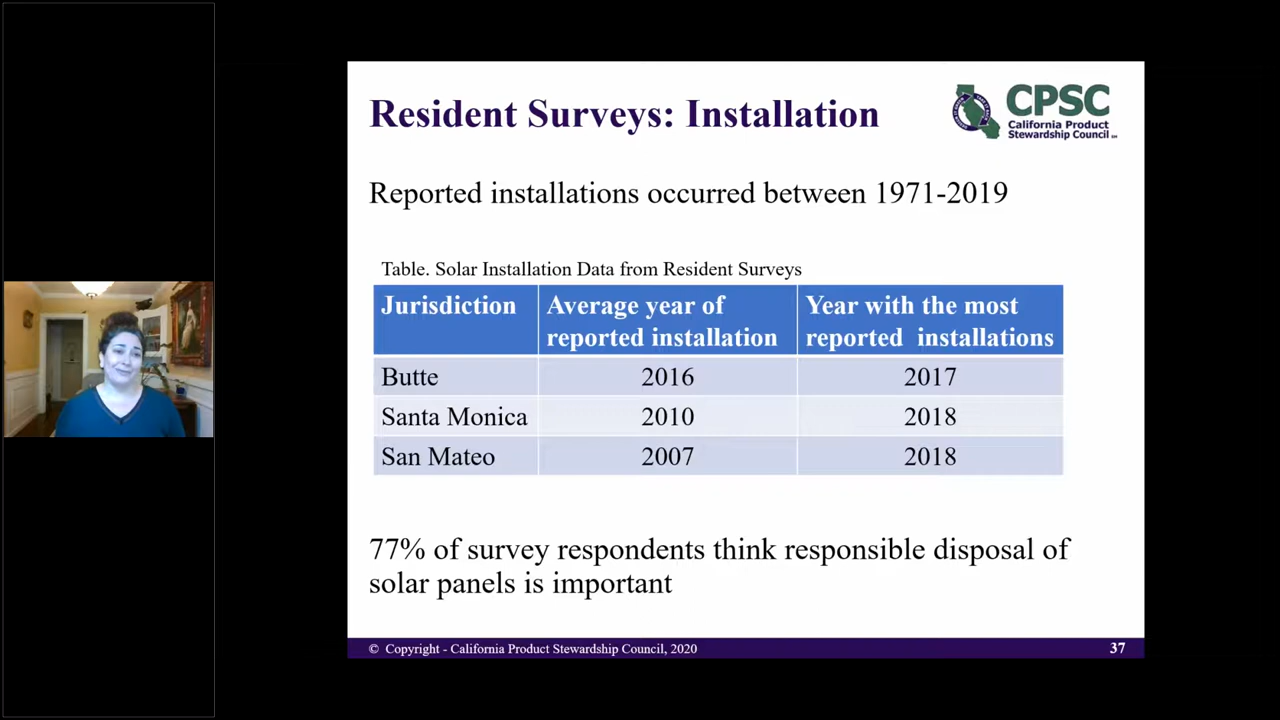 Resident Surveys: Installation
CPSC
California Product
Stewardship Council
Reported installations occurred between 1971-2019
Table. Solar Installation Data from Resident Surveys
Jurisdiction
Average year of
reported installation
Year with the most
reported installations
Butte 2016 2017
Santa Monica 2010 2018
San Mateo 2007 2018
77% of survey respondents think responsible disposal of
solar panels is important
© Copyright - California Product Stewardship Council, 2020
37